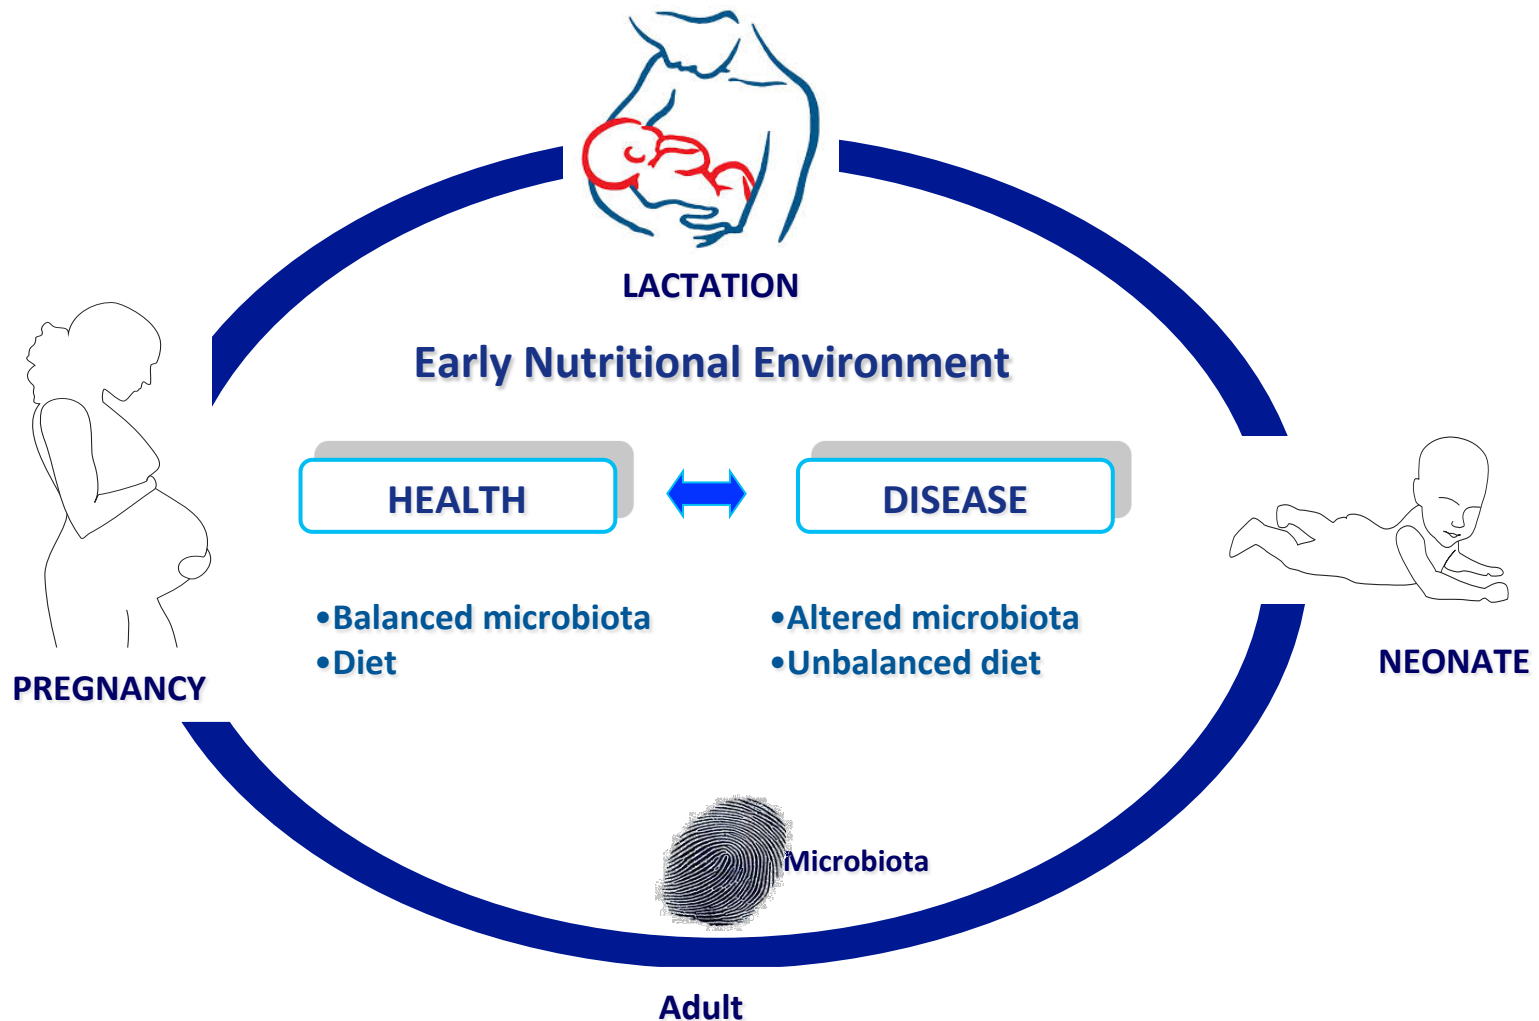 LACTATION
Early Nutritional Environment
HEALTH
DISEASE
•Balanced microbiota
•Diet
•Altered microbiota
•Unbalanced diet
PREGNANCY
NEONATE
Microbiota
Adult